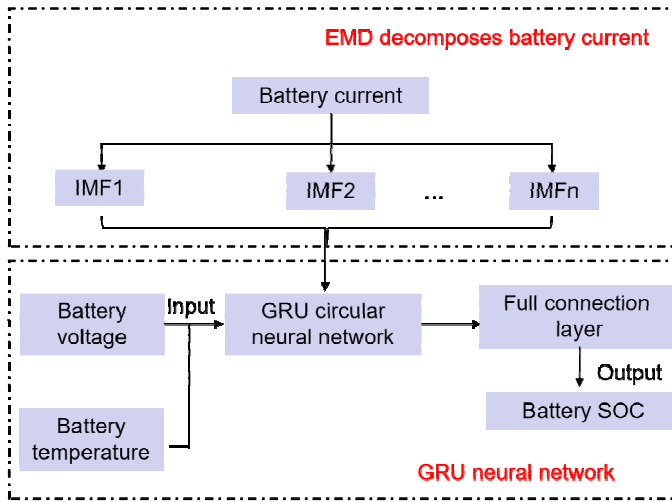 EMD decomposes battery current
Battery current
IMF1
IMF2
...
IMFn
Battery
voltage
Input
GRU circular
neural network
Full connection
layer
Output
Battery SOC
Battery
temperature
GRU neural network